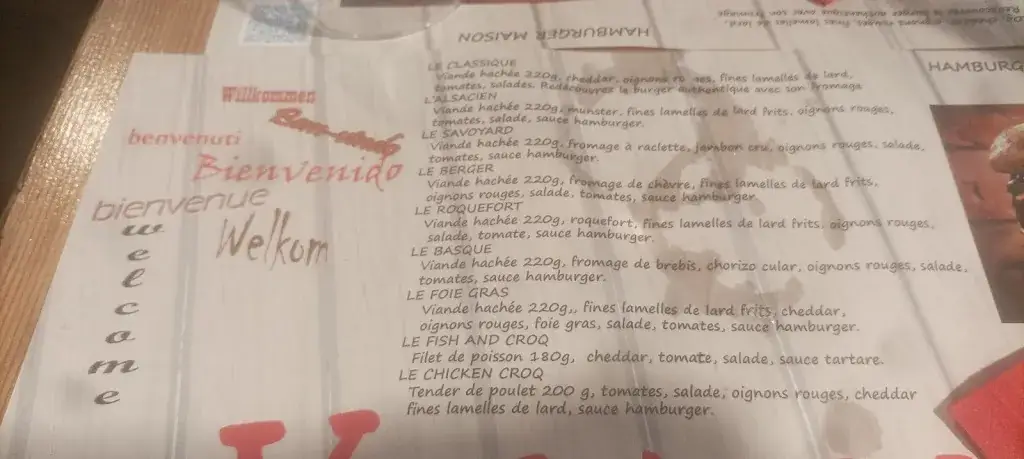 HAMBURGER MAISON
HAMBURG
Willkommen
benvenuti
Bienvenido
bienvenue
Welkom
welcome
LE CLASSIQUE
Viande hachée 220g, cheddar, oignons fines lamelles de lard,
tomates, salades. Redécouvrez le burger authentique avec son fromage
L'ALSACIEN
Viande hachée 220g, munster, fines lamelles de lard frits, oignons rouges,
tomates, salade, sauce hamburger.
LE SAVOYARD
Viande hachée 220g, fromage à raclette, jambon cru, oignons rouges, salade,
tomates, sauce hamburger.
LE BERGER
Viande hachée 220g, fromage de chèvre, fines lamelles de lard frits,
oignons rouges, salade, tomates, sauce hamburger.
LE ROQUEFORT
Viande hachée 220g, roquefort, fines lamelles de lard frits, oignons rouges,
salade, tomate, sauce hamburger.
LE BASQUE
Viande hachée 220g, fromage de brebis, chorizo cular, oignons rouges, salade,
tomates, sauce hamburger.
LE FOIE GRAS
Viande hachée 220g,, fines lamelles de lard frits, cheddar,
oignons rouges, foie gras, salade, tomates, sauce hamburger.
LE FISH AND CROQ
Filet de poisson 180g, cheddar, tomate, salade, sauce tartare.
LE CHICKEN CROQ
Tender de poulet 200 g, tomates, salade, oignons rouges, cheddar
fines lamelles de lard, sauce hamburger.